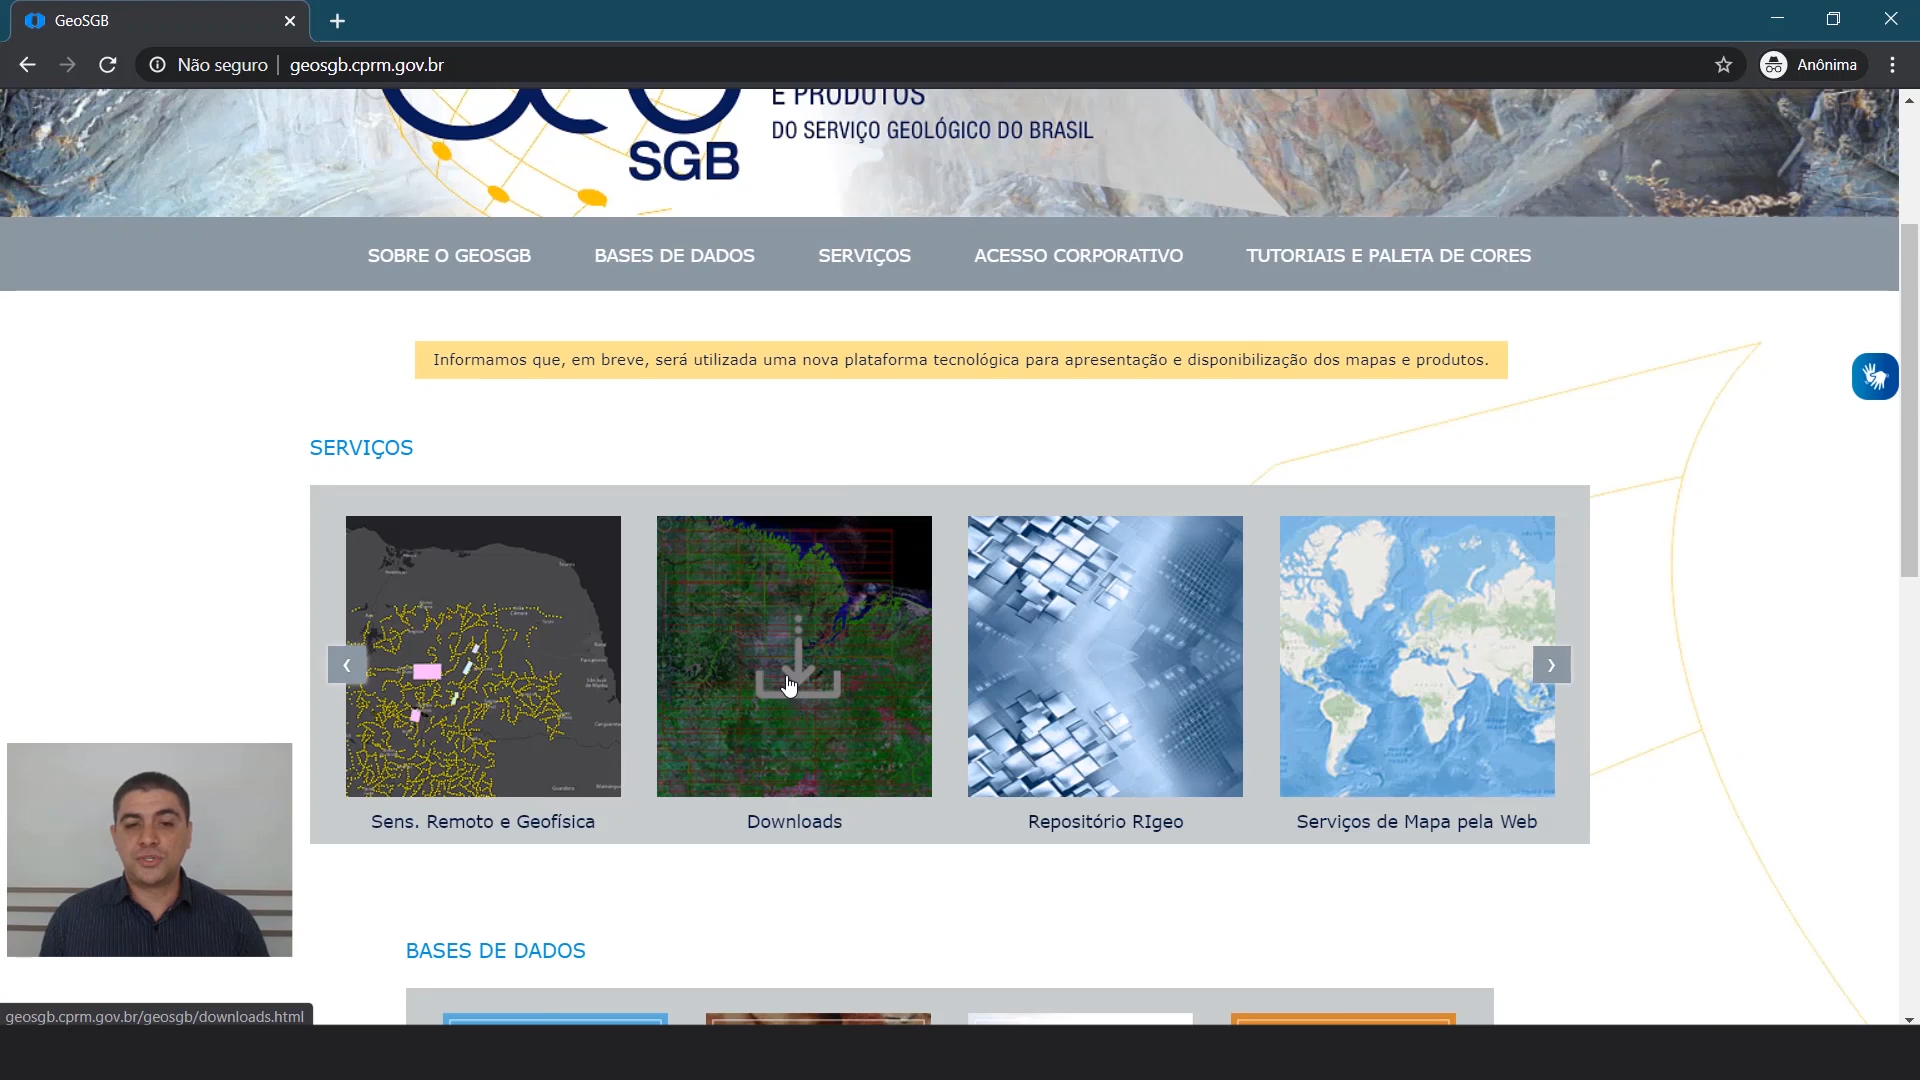 GeoSGB
Não seguro
geosgb.cprm.gov.br
Anônima
E PRODUTOS
DO SERVIÇO GEOLÓGICO DO BRASIL
SGB
SOBRE O GEOSGB
BASES DE DADOS
SERVIÇOS
ACESSO CORPORATIVO
TUTORIAIS E PALETA DE CORES
Informamos que, em breve, será utilizada uma nova plataforma tecnológica para apresentação e disponibilização dos mapas e produtos.
SERVIÇOS
Sens. Remoto e Geofísica
Downloads
Repositório RIgeo
Serviços de Mapa pela Web
BASES DE DADOS
geosgb.cprm.gov.br/geosgb/downloads.html